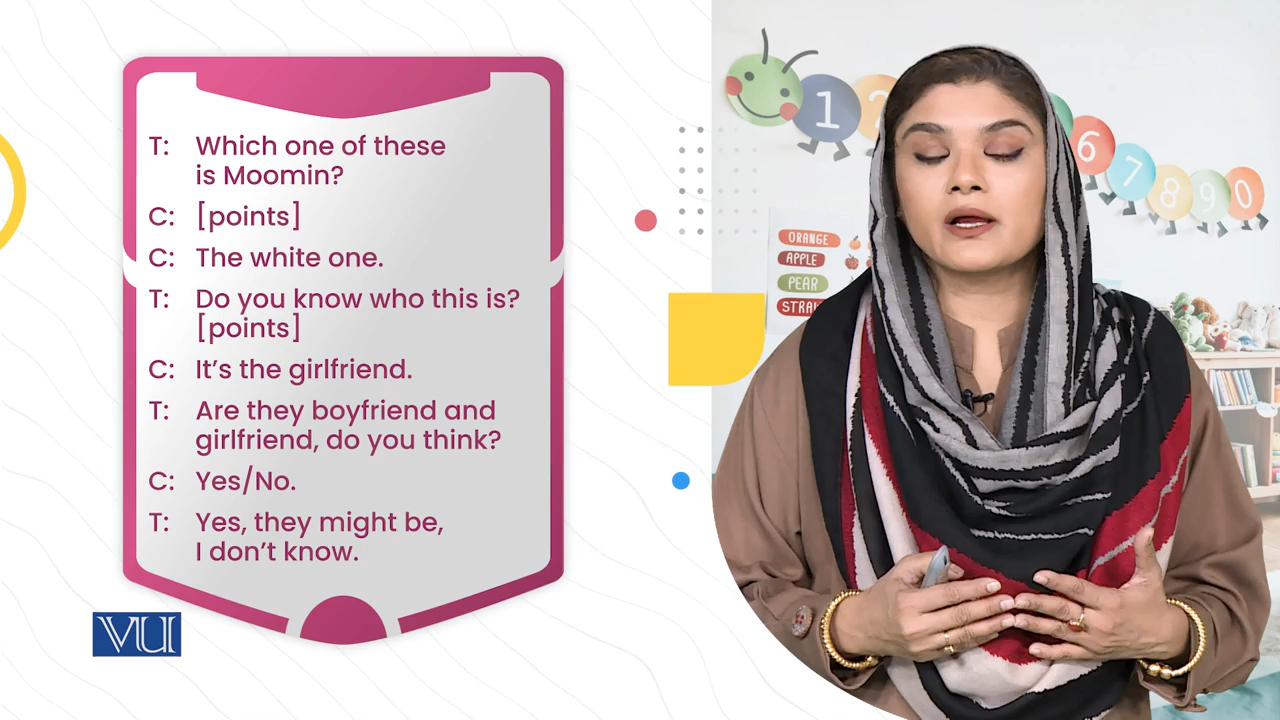 T: Which one of these
is Moomin?
C: [points]
C: The white one.
T: Do you know who this is?
[points]
C: It's the girlfriend.
T: Are they boyfriend and
girlfriend, do you think?
C: Yes/No.
T: Yes, they might be,
I don't know.
VU
1
6 7 8 9 0
ORANGE
APPLE
PEAR